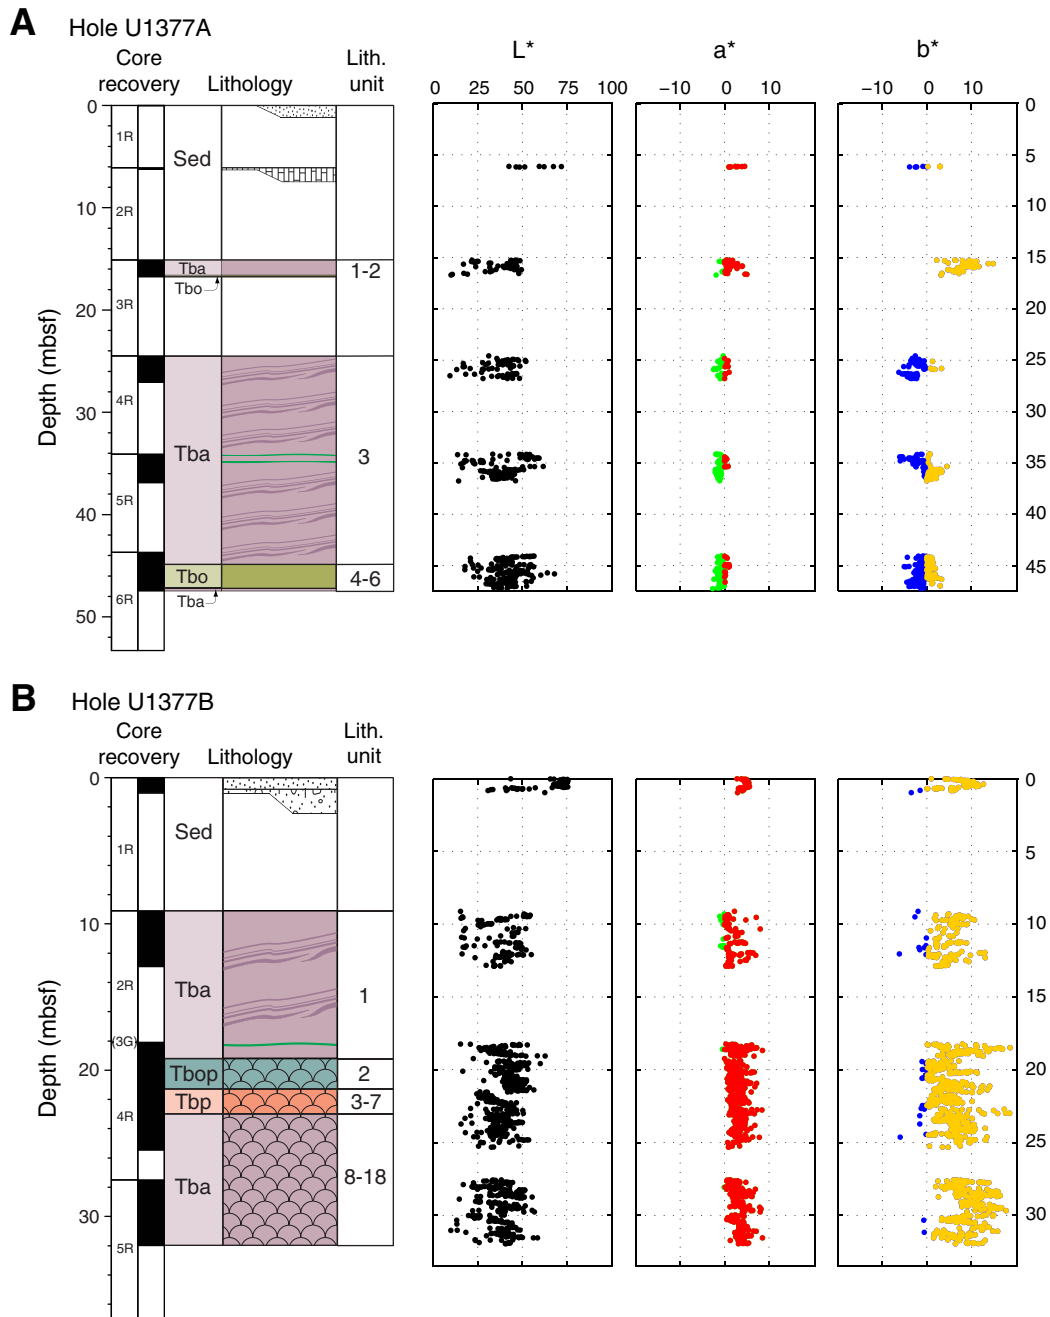 A Hole U1377A
Core recovery Lithology Lith. unit
L* a* b*
0 25 50 75 100 −10 0 10 −10 0 10
0
10
20
30
40
50
Depth (mbsf)
1R
2R
3R
4R
5R
6R
Sed
Tba
Tbo
Tba
Tbo
Tba
1-2
3
4-6
0
5
10
15
20
25
30
35
40
45
B Hole U1377B
Core recovery Lithology Lith. unit
0
10
20
30
Depth (mbsf)
1R
2R
(3G)
4R
5R
Sed
Tba
Tbop
Tbp
Tba
1
2
3-7
8-18
0
5
10
15
20
25
30